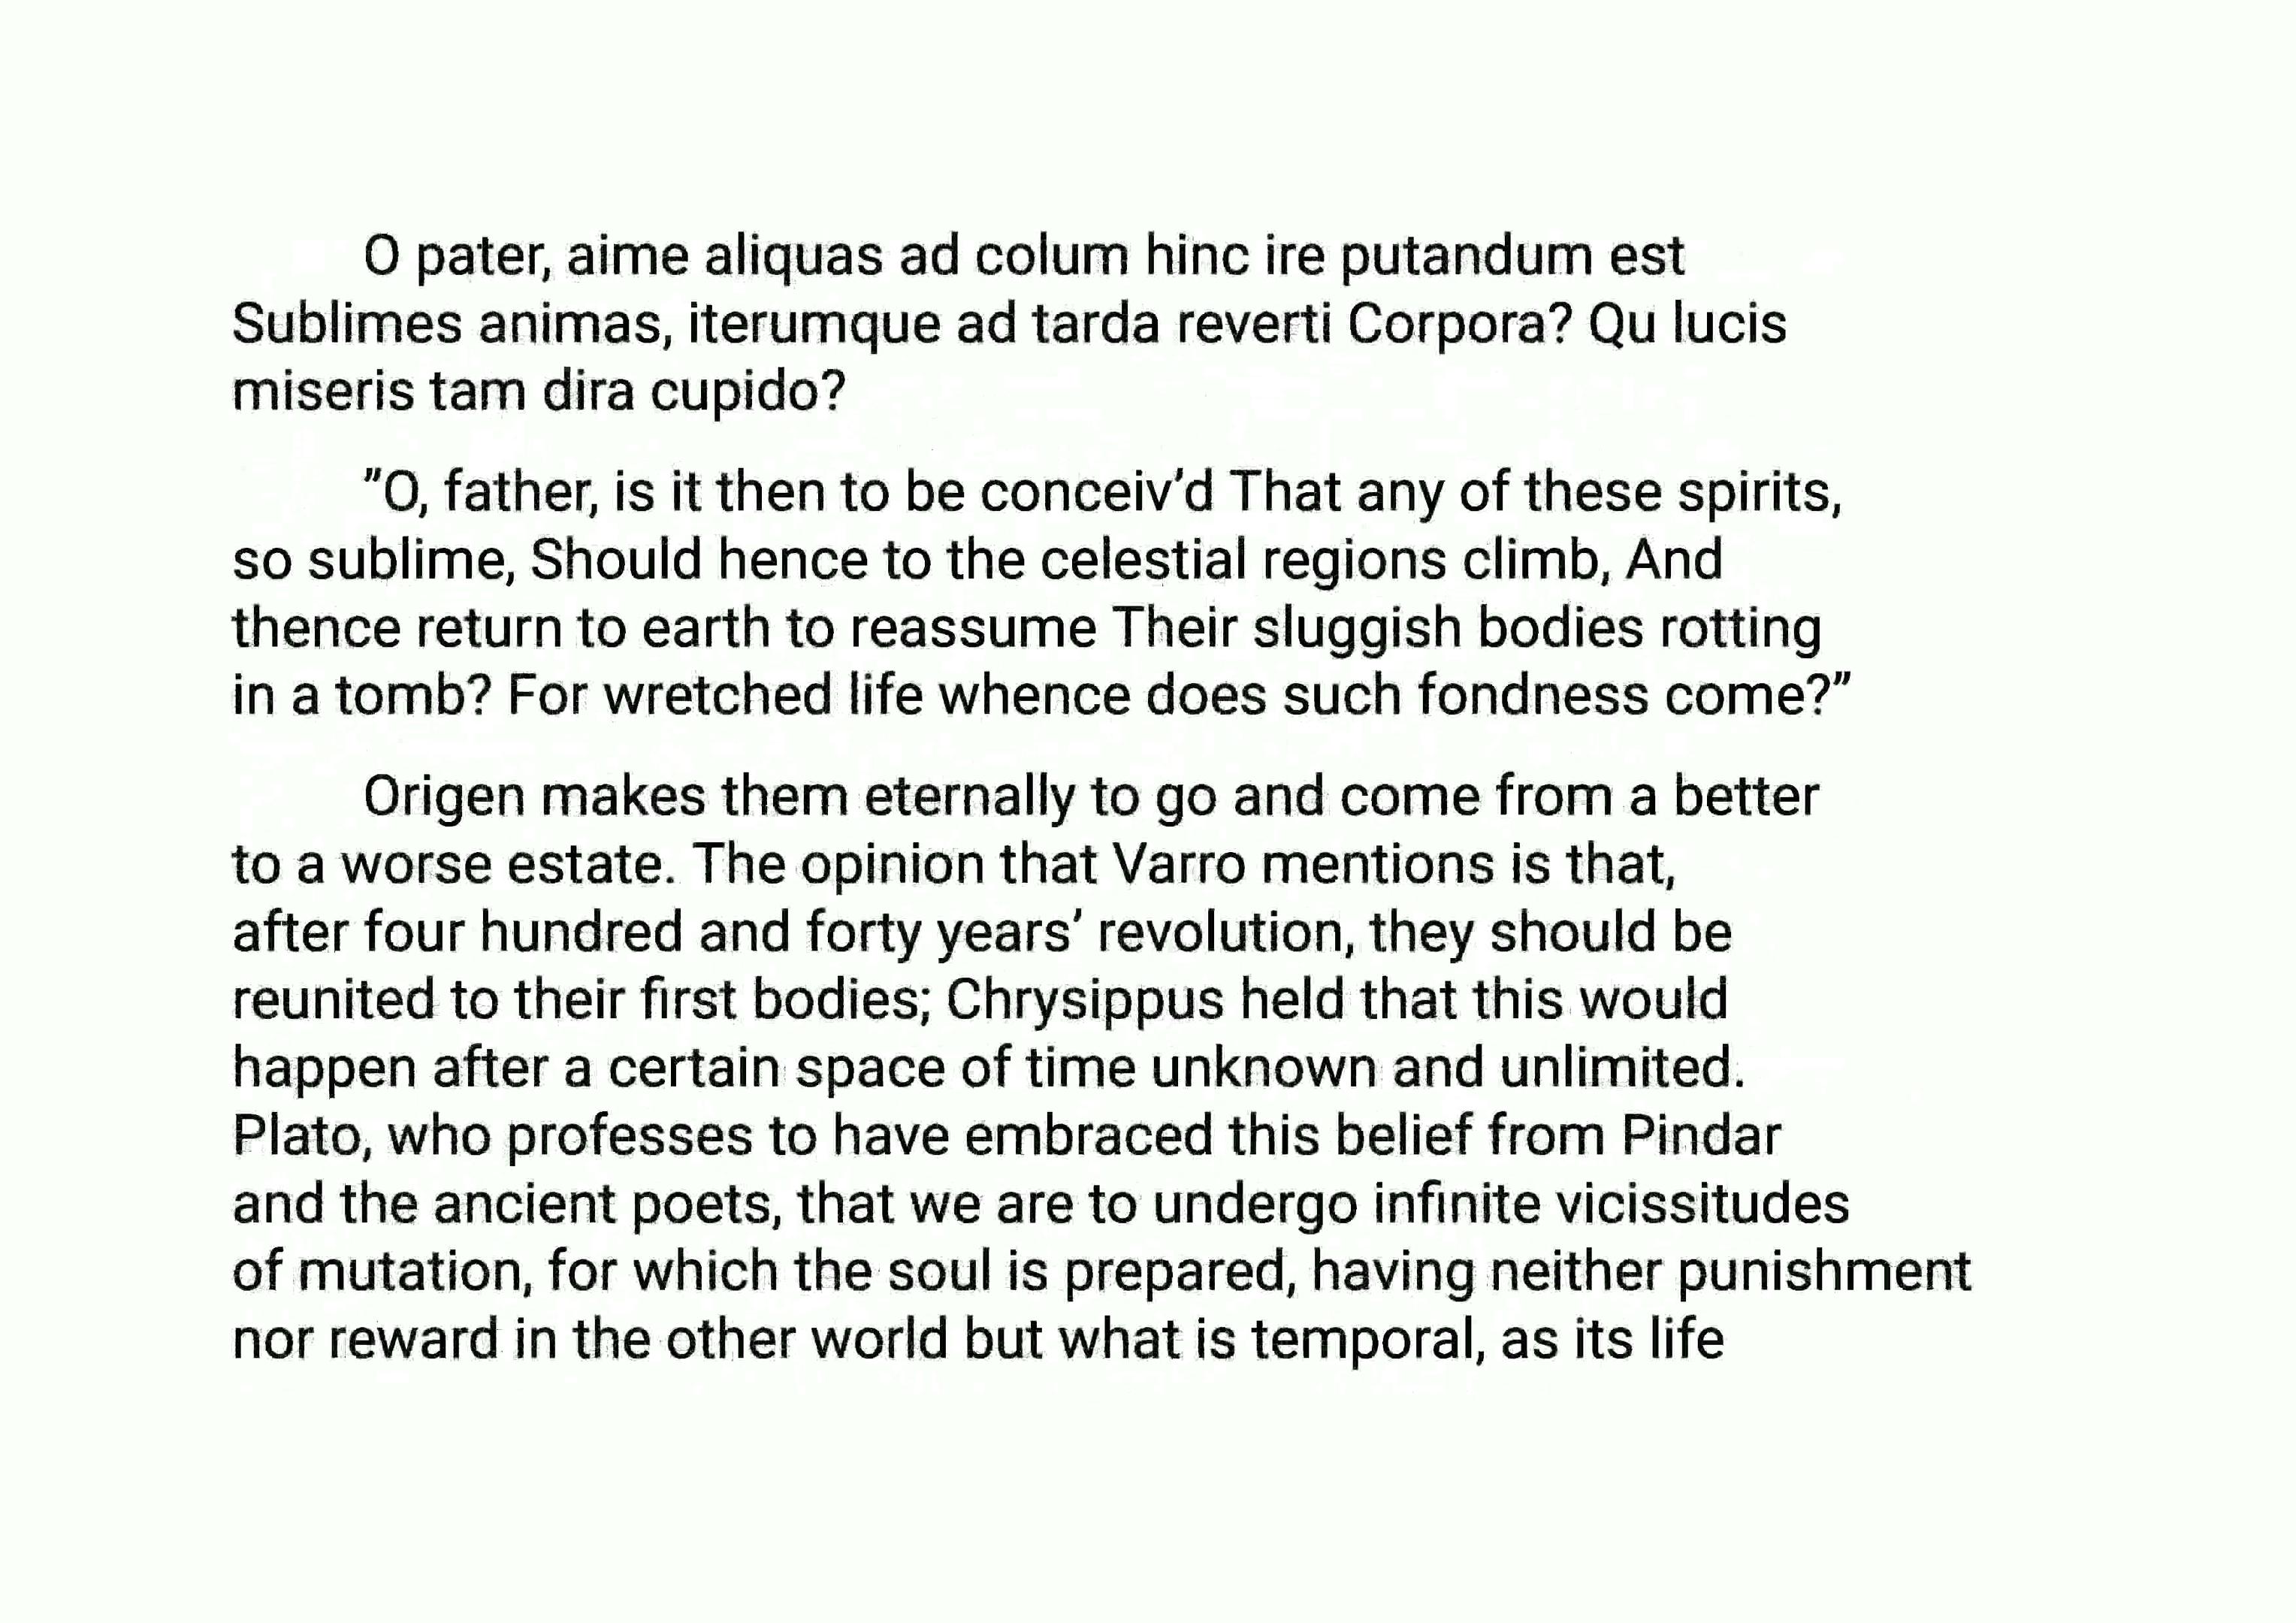 O pater, aime aliquas ad colum hinc ire putandum est
Sublimes animas, iterumque ad tarda reverti Corpora? Qu lucis
miseris tam dira cupido?
"O, father, is it then to be conceiv'd That any of these spirits,
so sublime, Should hence to the celestial regions climb, And
thence return to earth to reassume Their sluggish bodies rotting
in a tomb? For wretched life whence does such fondness come?"
Origen makes them eternally to go and come from a better
to a worse estate. The opinion that Varro mentions is that,
after four hundred and forty years' revolution, they should be
reunited to their first bodies; Chrysippus held that this would
happen after a certain space of time unknown and unlimited.
Plato, who professes to have embraced this belief from Pindar
and the ancient poets, that we are to undergo infinite vicissitudes
of mutation, for which the soul is prepared, having neither punishment
nor reward in the other world but what is temporal, as its life